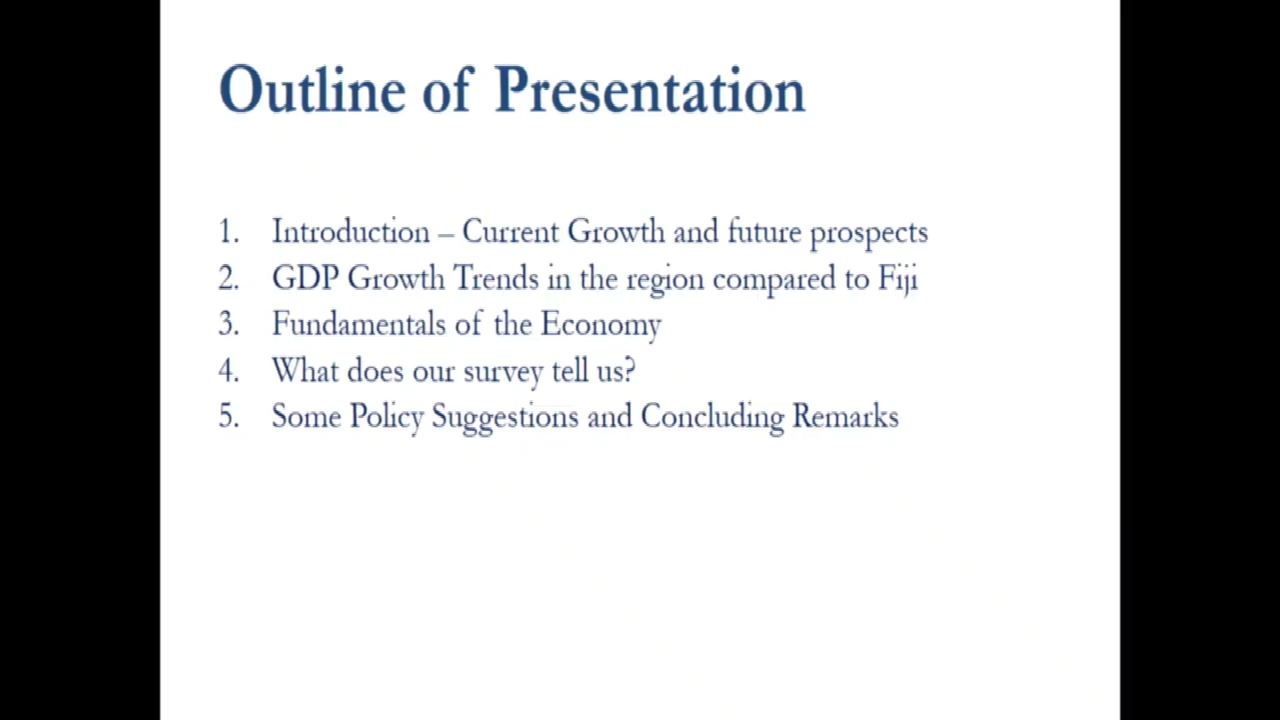 Outline of Presentation
1. Introduction – Current Growth and future prospects
2. GDP Growth Trends in the region compared to Fiji
3. Fundamentals of the Economy
4. What does our survey tell us?
5. Some Policy Suggestions and Concluding Remarks